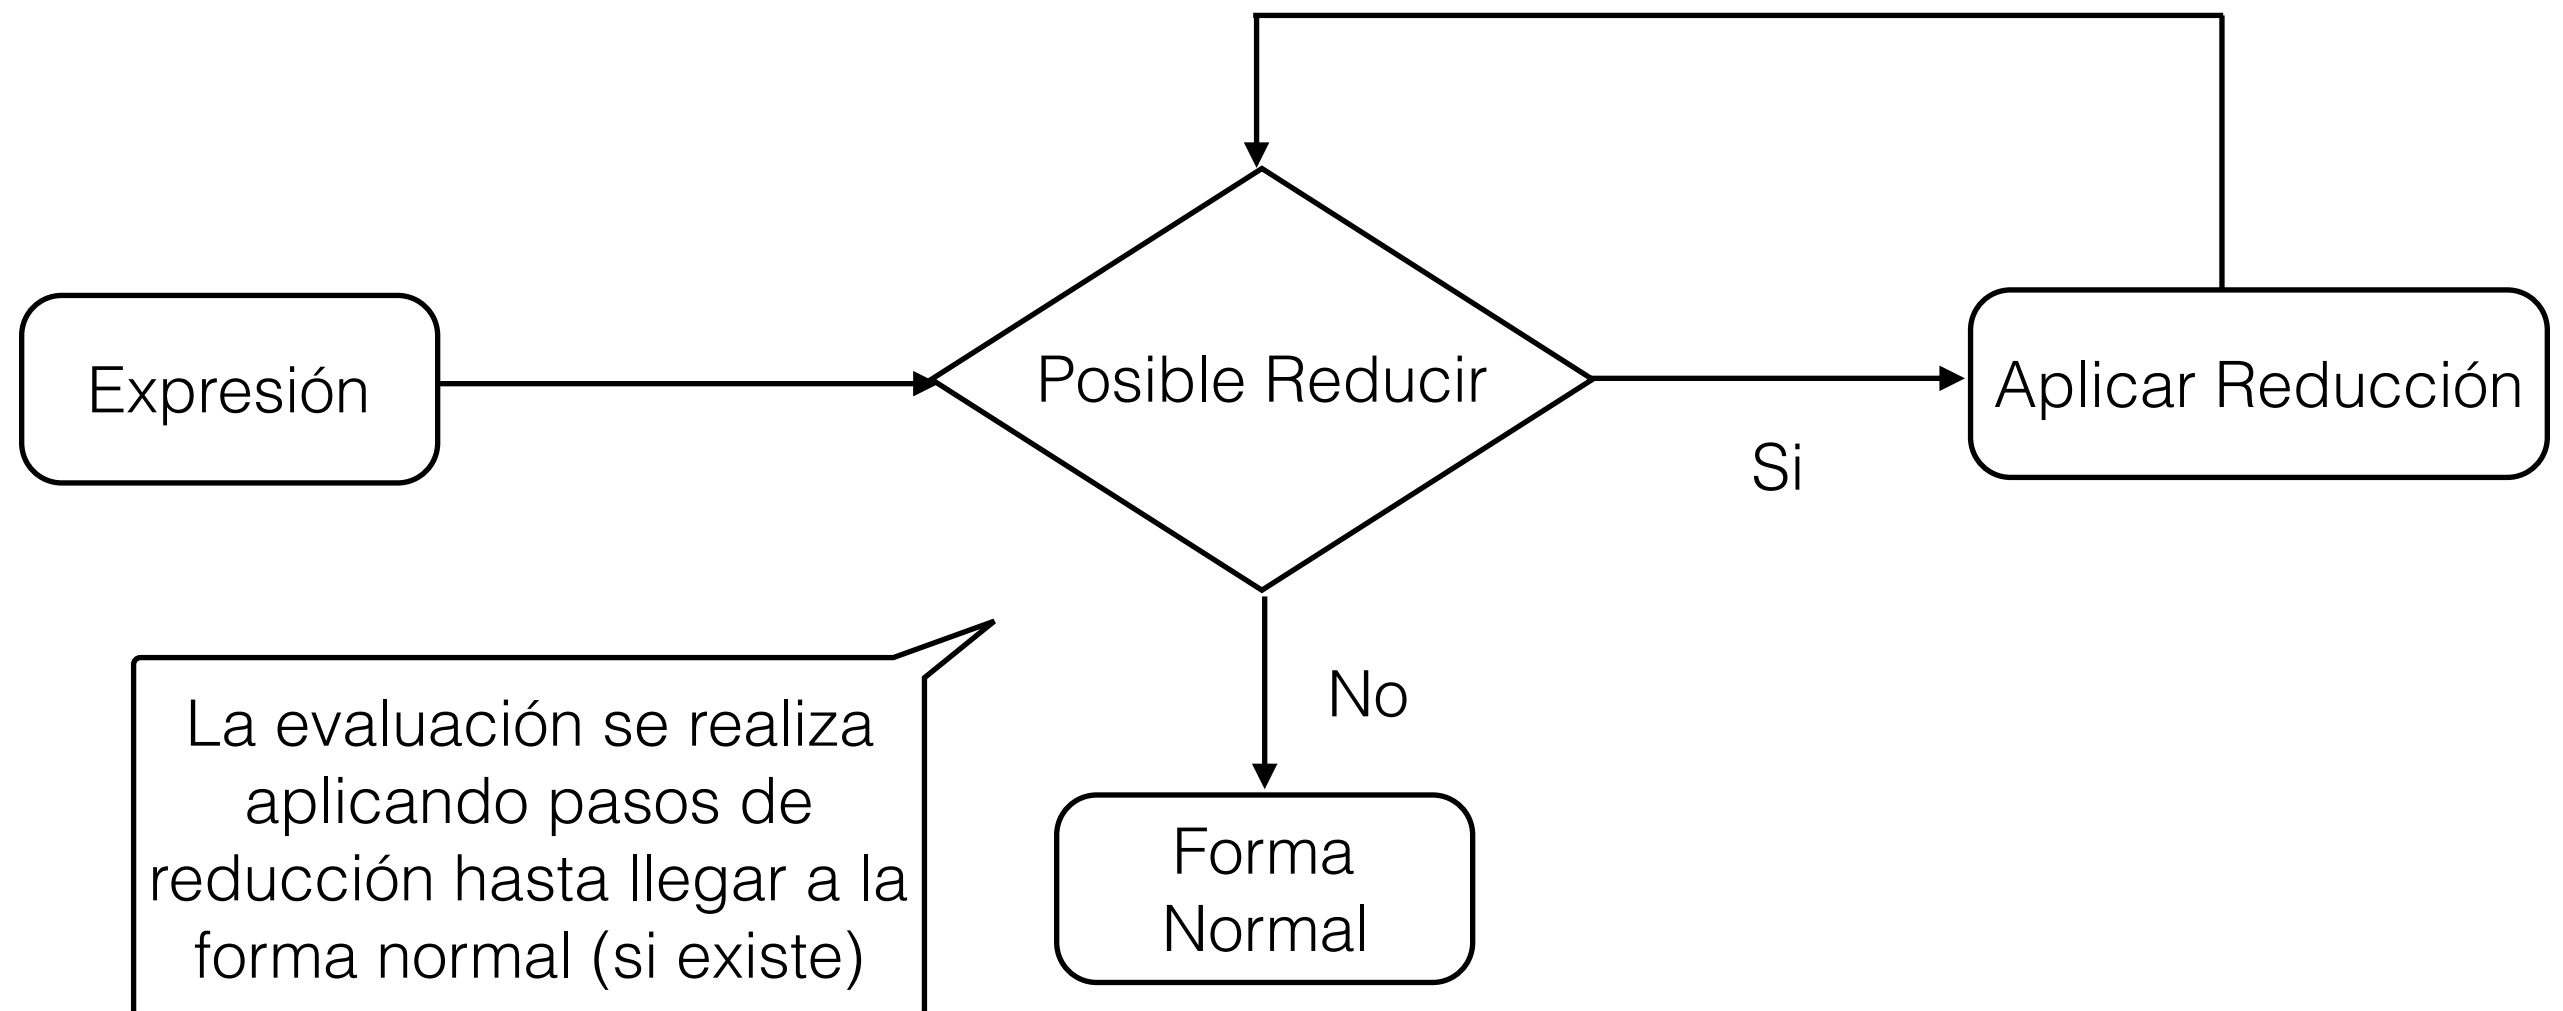 Expresión
Posible Reducir
Aplicar Reducción
Si
No
La evaluación se realiza
aplicando pasos de
reducción hasta llegar a la
forma normal (si existe)
Forma
Normal